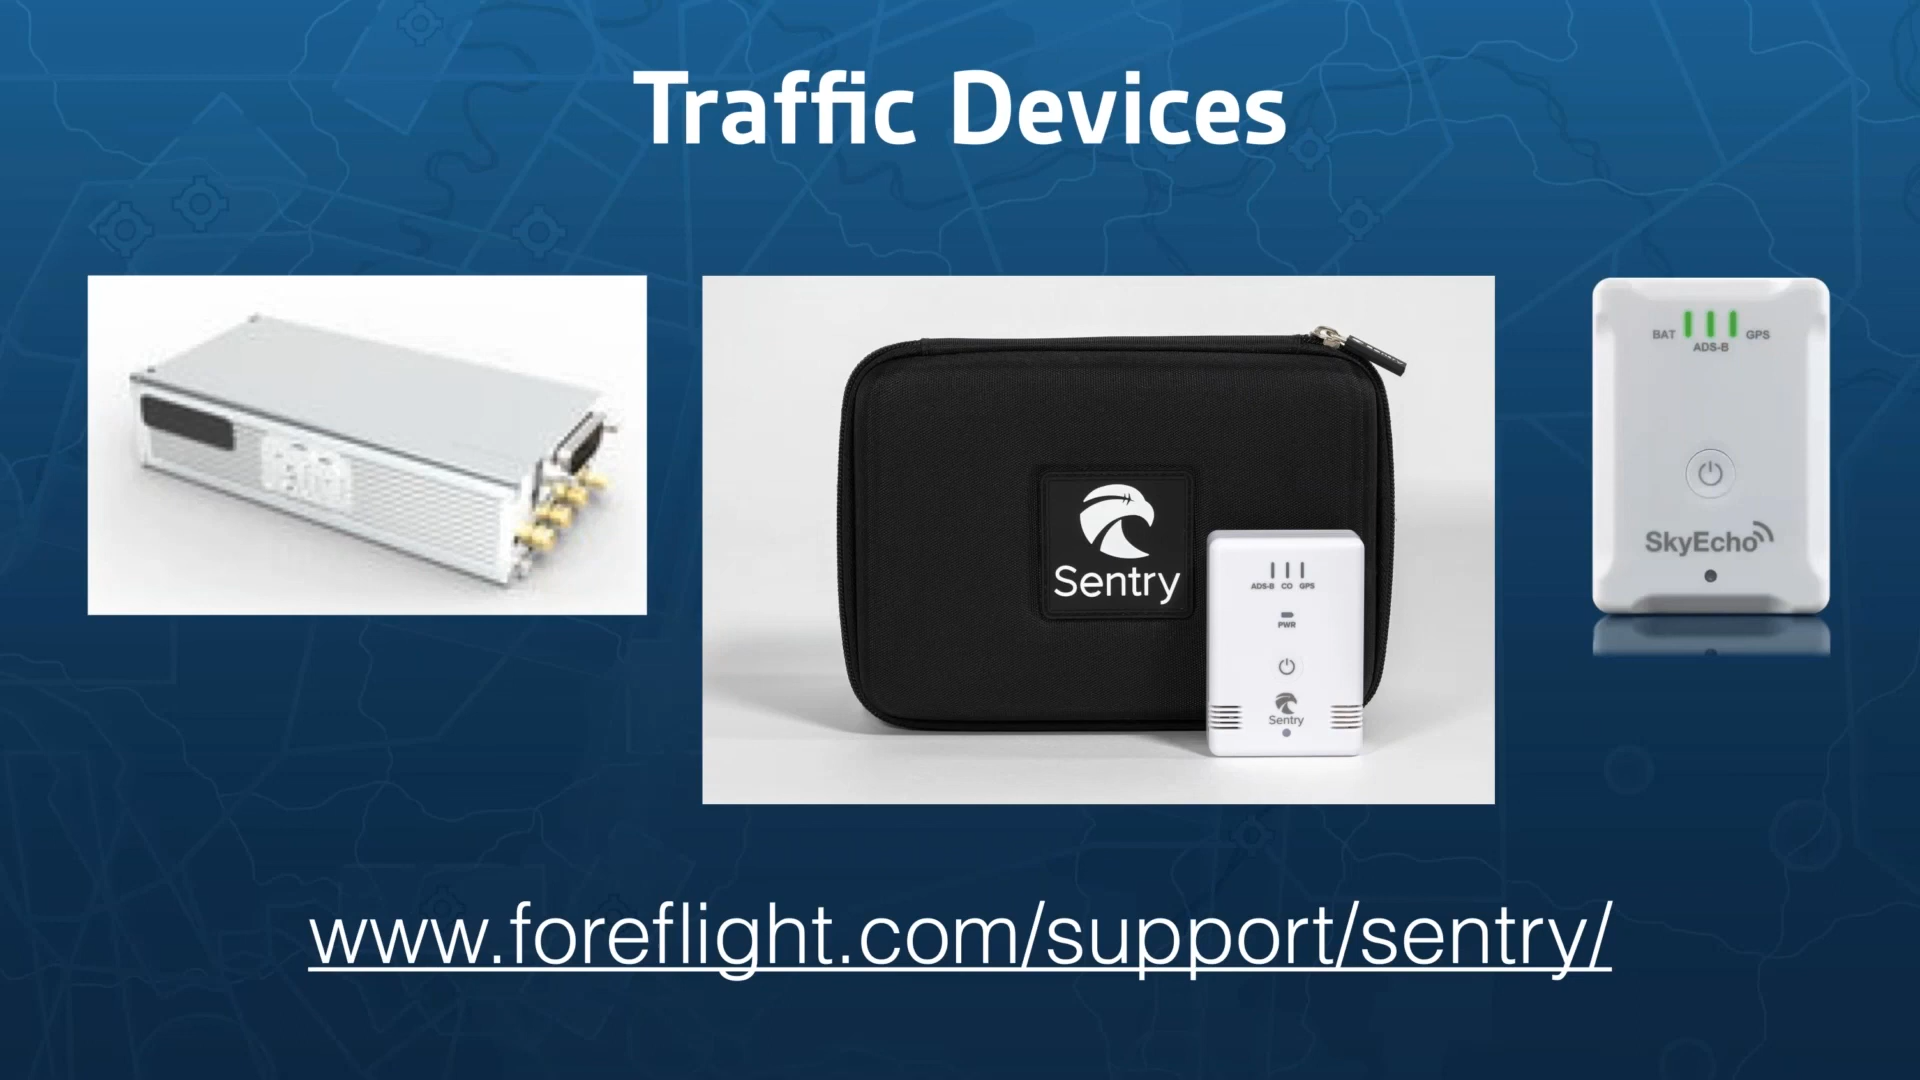 Traffic Devices
Sentry
ADS-B CO GPS
PWR
Sentry
BAT GPS
ADS-B
SkyEcho
www.foreflight.com/support/sentry/